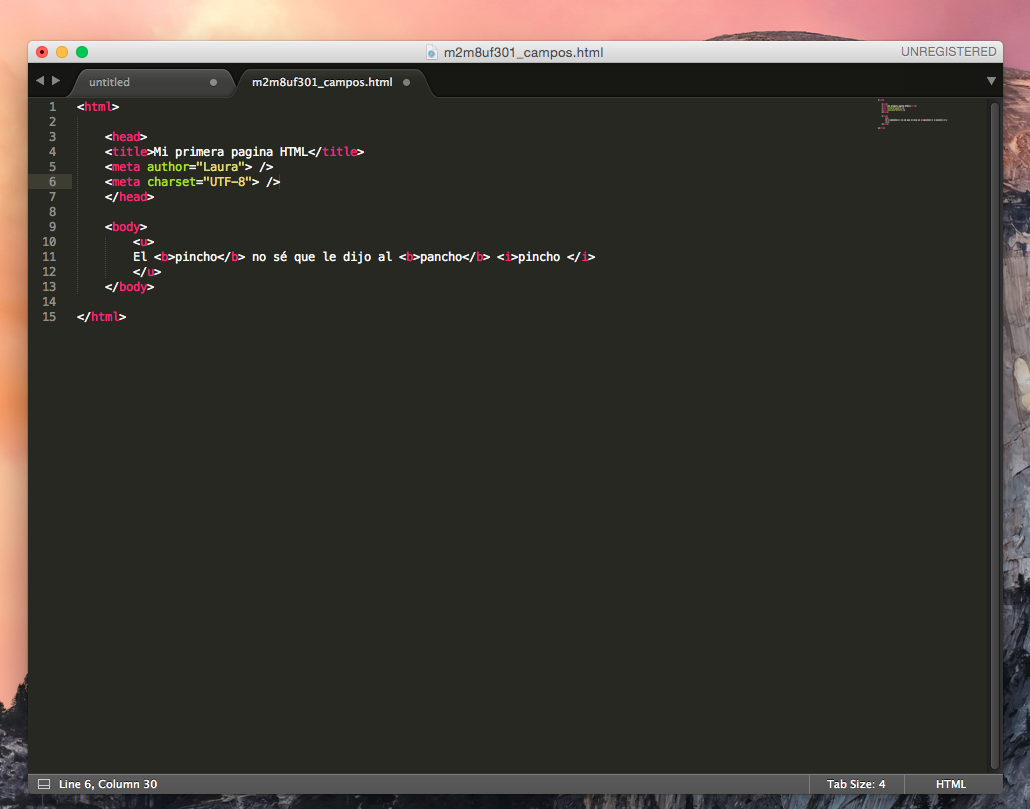 m2m8uf301_campos.html
UNREGISTERED
untitled
m2m8uf301_campos.html
1 <html>
2
3 <head>
4 <title>Mi primera pagina HTML</title>
5 <meta author="Laura"> />
6 <meta charset="UTF-8"> />
7 </head>
8
9 <body>
10 <u>
11 El <b>pincho</b> no sé que le dijo al <b>pancho</b> <i>pincho </i>
12 </u>
13 </body>
14
15 </html>
Line 6, Column 30
Tab Size: 4
HTML